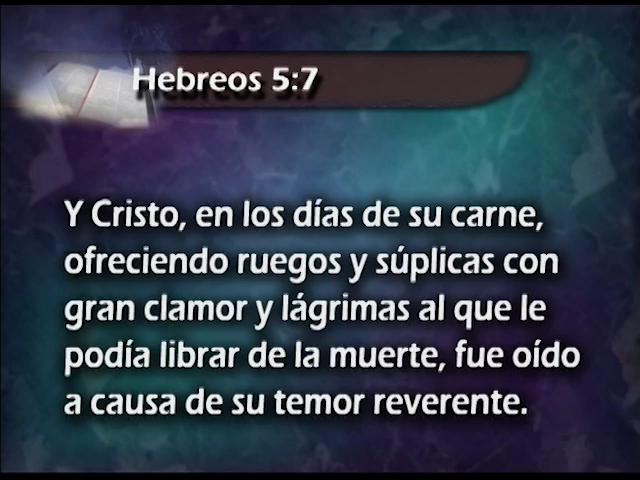 Hebreos 5:7
Y Cristo, en los días de su carne,
ofreciendo ruegos y súplicas con
gran clamor y lágrimas al que le
podía librar de la muerte, fue oído
a causa de su temor reverente.